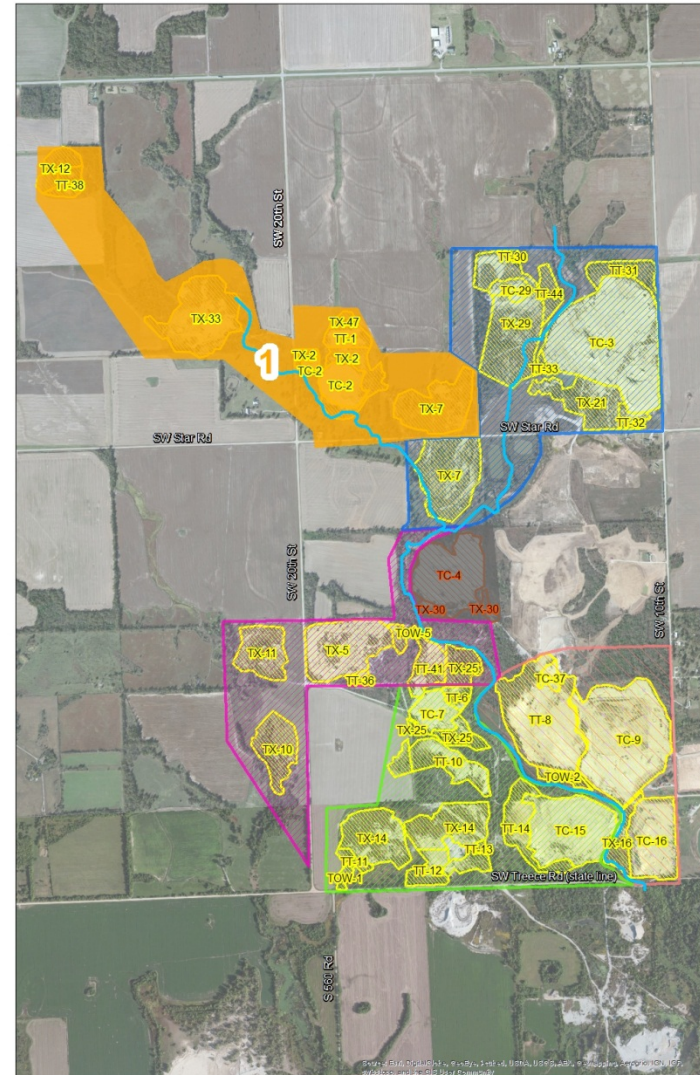 TX-12
TT-38
SW 20th St
TX-33
1
TX-47
TT-1
TX-2
TX-2
TC-2
TC-2
TX-7
TT-30
TC-29
TT-44
TT-31
TX-29
TC-3
TT-33
TX-21
TT-32
SW Star Rd
SW Star Rd
TX-7
SW 20th St
TC-4
TX-30
TX-30
SW 10th St
TOW-5
TX-11
TX-5
TT-41
TX-25
TT-36
TC-37
TT-6
TC-7
TT-8
TX-25
TX-25
TC-9
TX-10
TT-10
TOW-2
TX-14
TX-14
TT-14
TC-15
TX-16
TC-16
TT-13
TT-11
TT-12
TOW-1
SW Treece Rd (state line)
S 560 Rd